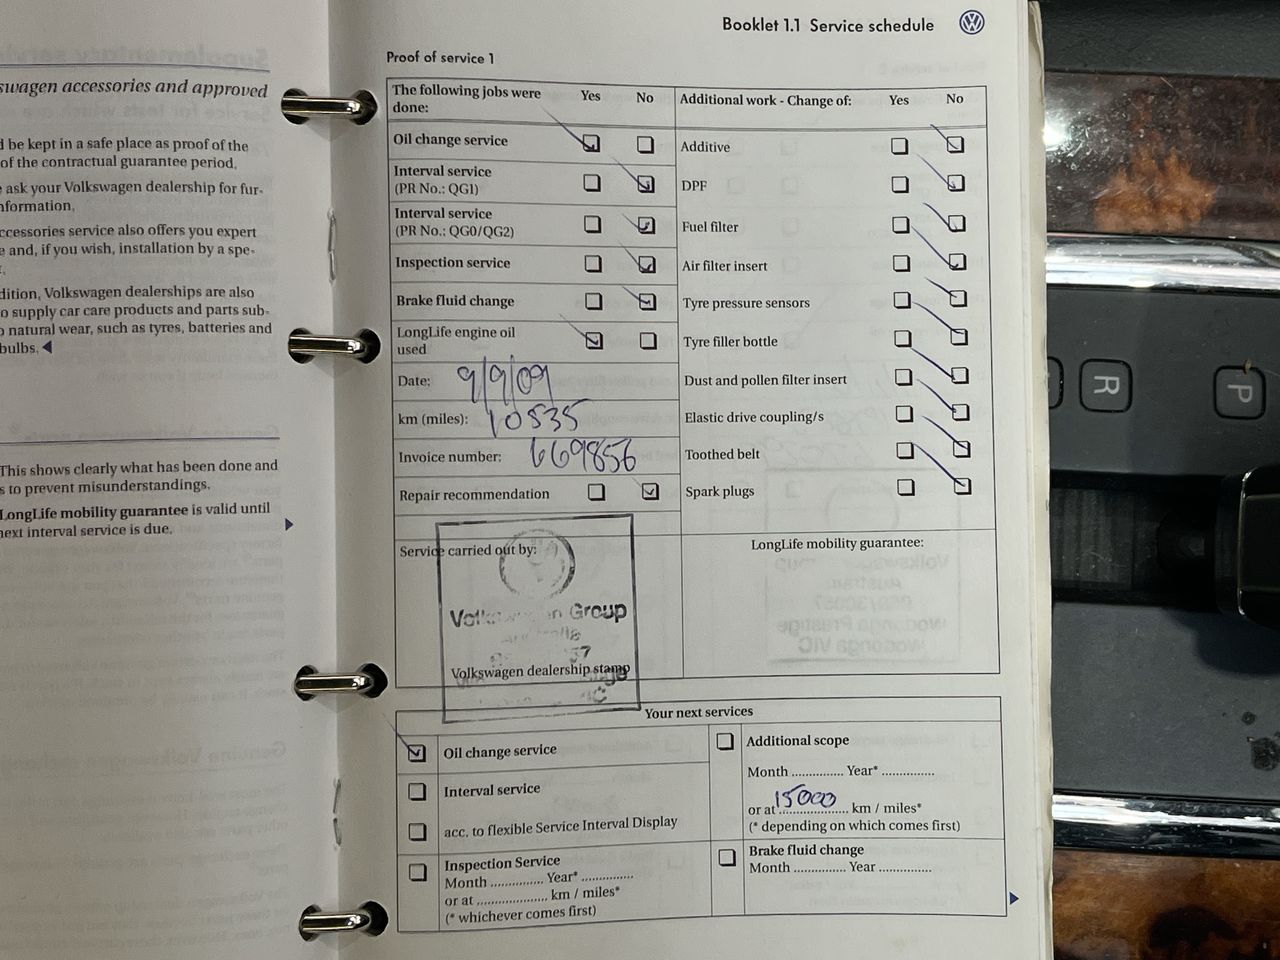 swagen accessories and approved
d be kept in a safe place as proof of the
of the contractual guarantee period.
ask your Volkswagen dealership for fur-
nformation.
ccessories service also offers you expert
e and, if you wish, installation by a spe-
dition, Volkswagen dealerships are also
o supply car care products and parts sub-
o natural wear, such as tyres, batteries and
bulbs.
This shows clearly what has been done and
s to prevent misunderstandings.
LongLife mobility guarantee is valid until
next interval service is due.
Booklet 1.1 Service schedule
Proof of service 1
The following jobs were
done:
Yes No
Oil change service
Interval service
(PR No.: QG1)
Interval service
(PR No.: QG0/QG2)
Inspection service
Brake fluid change
LongLife engine oil
used
Date: 9/9/09
km (miles): 10535
Invoice number: 669856
Repair recommendation
Service carried out by:
Group
Volkswagen dealership stamp
Additional work - Change of: Yes No
Additive
DPF
Fuel filter
Air filter insert
Tyre pressure sensors
Tyre filler bottle
Dust and pollen filter insert
Elastic drive coupling/s
Toothed belt
Spark plugs
LongLife mobility guarantee:
Your next services
Oil change service
Interval service
acc. to flexible Service Interval Display
Inspection Service
Month .............. Year* ..............
or at .................... km / miles*
(* whichever comes first)
Additional scope
Month .............. Year* ..............
or at 15000 km / miles*
(* depending on which comes first)
Brake fluid change
Month .............. Year ..............
R
P